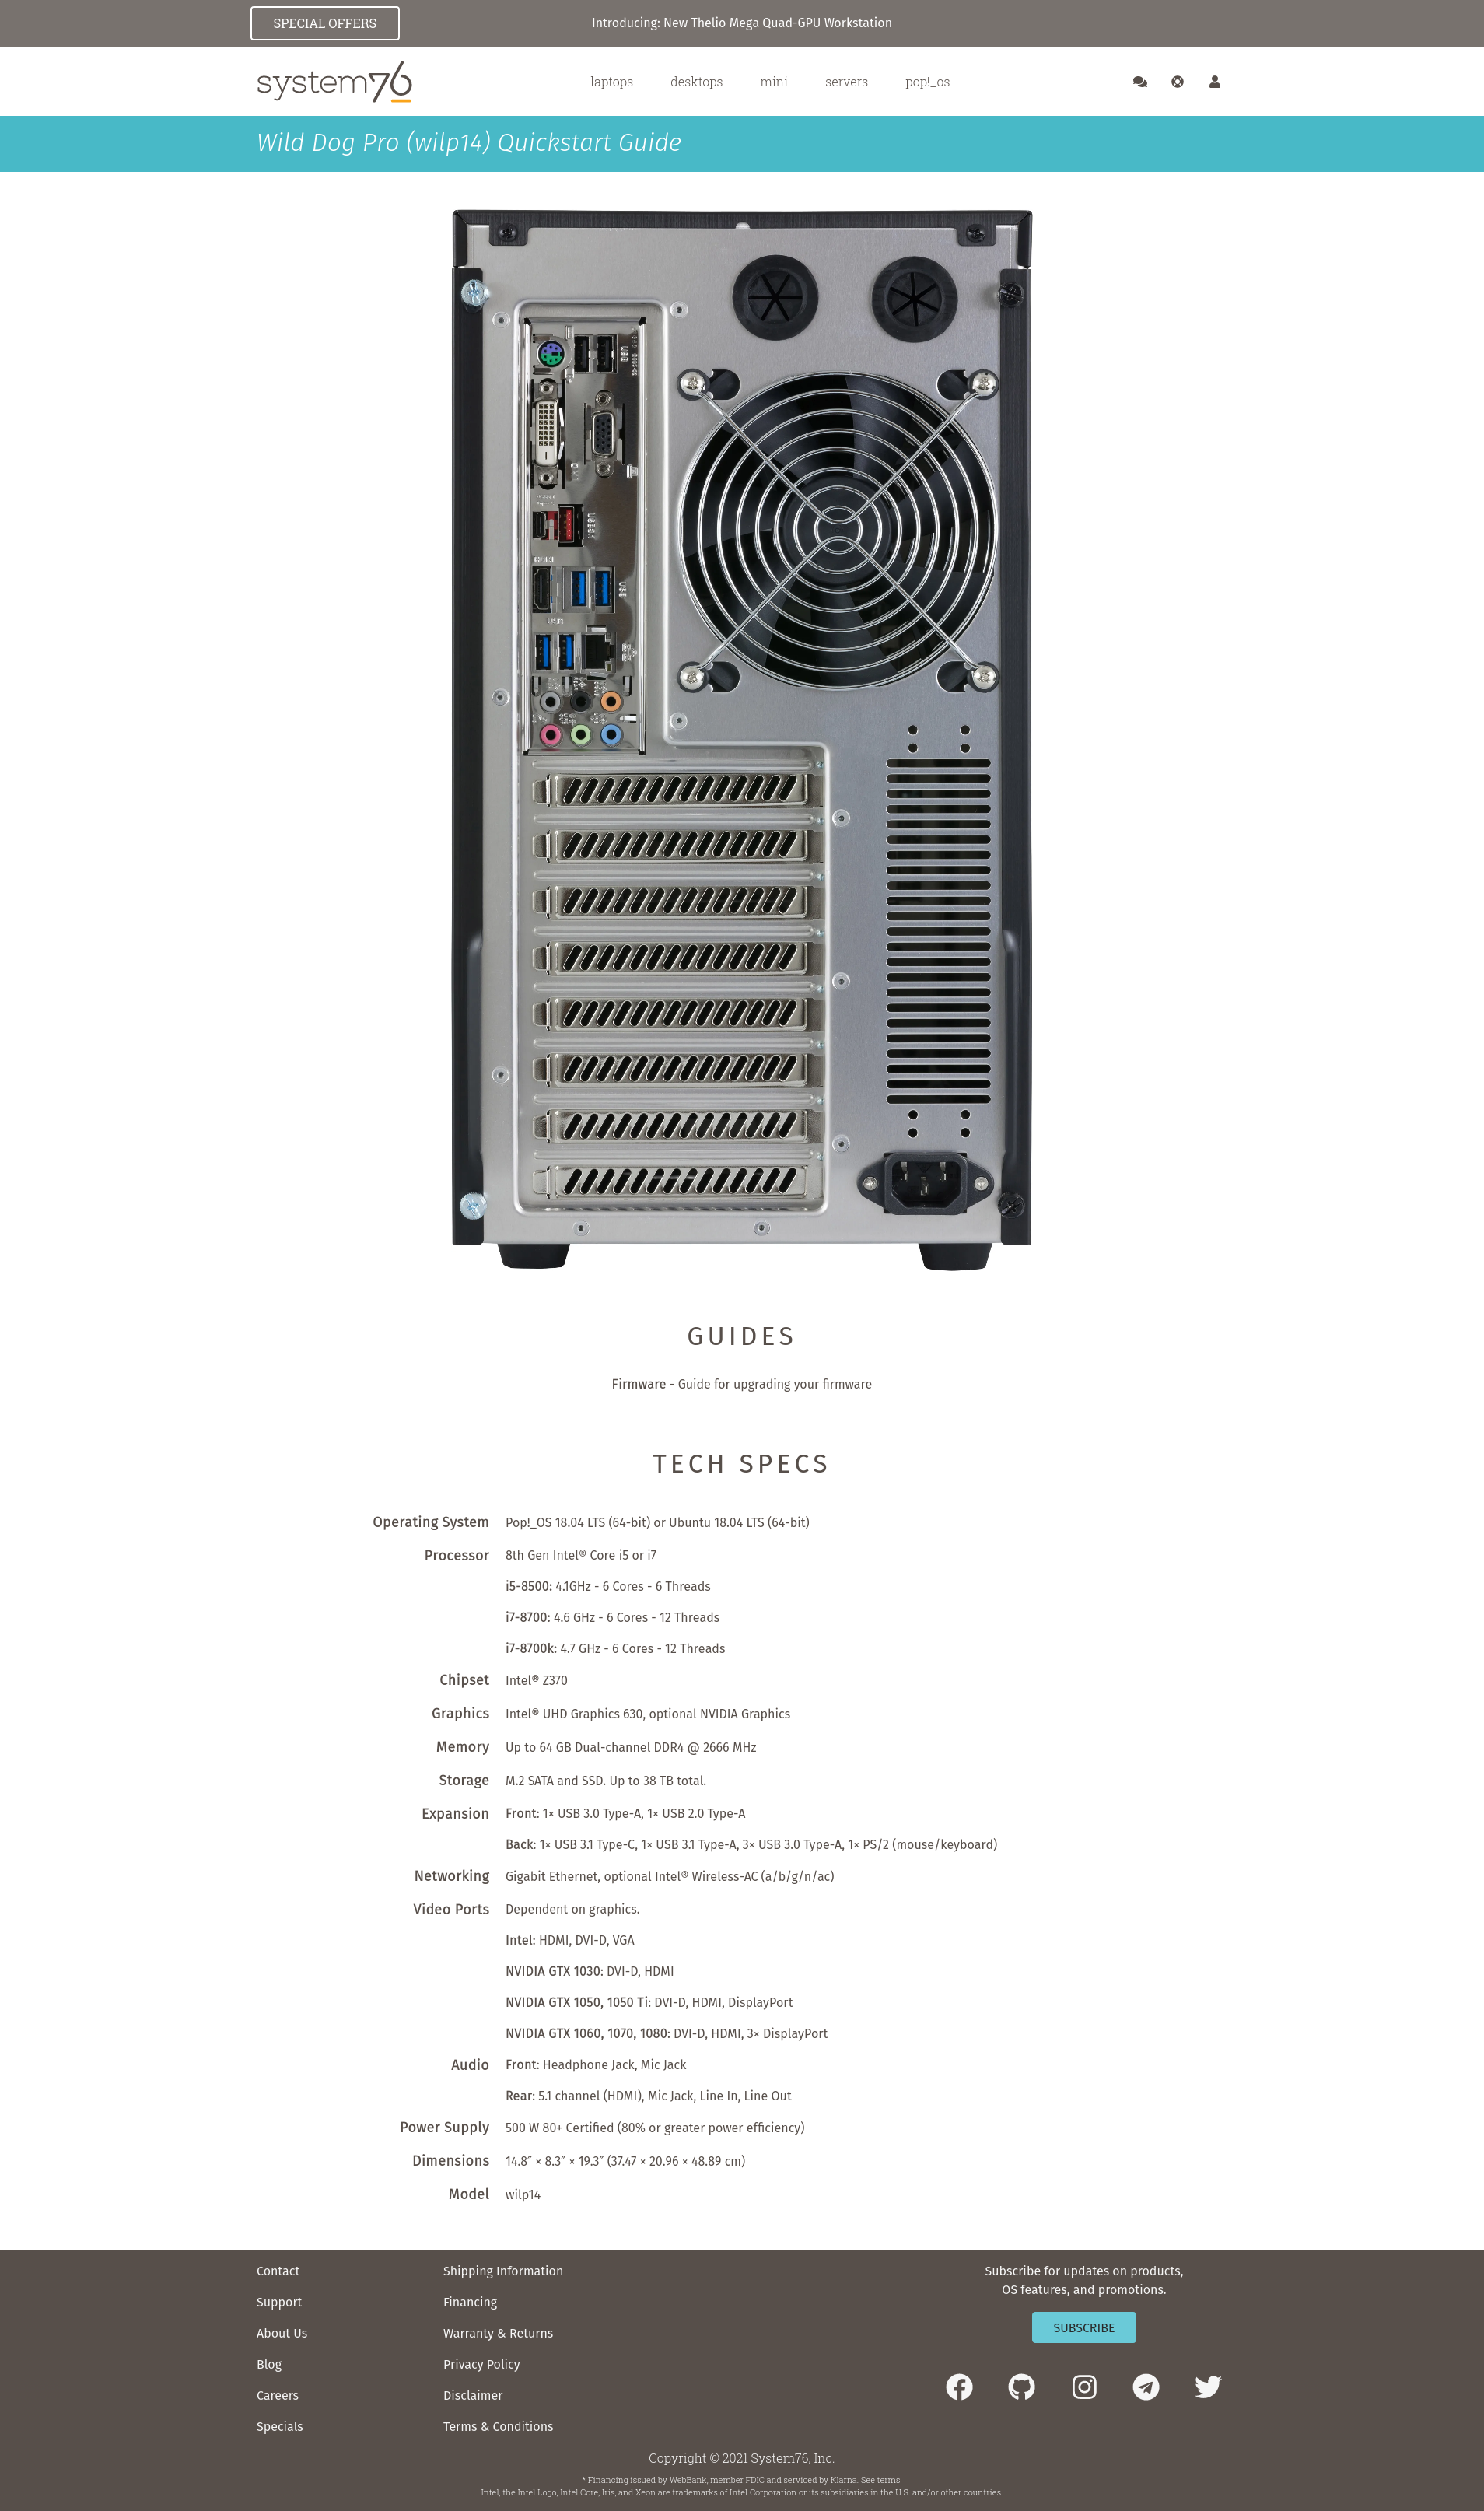 SPECIAL OFFERS
Introducing: New Thelio Mega Quad-GPU Workstation
system76
laptops
desktops
mini
servers
pop!_os
Wild Dog Pro (wilp14) Quickstart Guide
HDMI
GUIDES
Firmware - Guide for upgrading your firmware
TECH SPECS
Operating System
Pop!_OS 18.04 LTS (64-bit) or Ubuntu 18.04 LTS (64-bit)
Processor
8th Gen Intel® Core i5 or i7
i5-8500: 4.1GHz - 6 Cores - 6 Threads
i7-8700: 4.6 GHz - 6 Cores - 12 Threads
i7-8700k: 4.7 GHz - 6 Cores - 12 Threads
Chipset
Intel® Z370
Graphics
Intel® UHD Graphics 630, optional NVIDIA Graphics
Memory
Up to 64 GB Dual-channel DDR4 @ 2666 MHz
Storage
M.2 SATA and SSD. Up to 38 TB total.
Expansion
Front: 1× USB 3.0 Type-A, 1× USB 2.0 Type-A
Back: 1× USB 3.1 Type-C, 1× USB 3.1 Type-A, 3× USB 3.0 Type-A, 1× PS/2 (mouse/keyboard)
Networking
Gigabit Ethernet, optional Intel® Wireless-AC (a/b/g/n/ac)
Video Ports
Dependent on graphics.
Intel: HDMI, DVI-D, VGA
NVIDIA GTX 1030: DVI-D, HDMI
NVIDIA GTX 1050, 1050 Ti: DVI-D, HDMI, DisplayPort
NVIDIA GTX 1060, 1070, 1080: DVI-D, HDMI, 3× DisplayPort
Audio
Front: Headphone Jack, Mic Jack
Rear: 5.1 channel (HDMI), Mic Jack, Line In, Line Out
Power Supply
500 W 80+ Certified (80% or greater power efficiency)
Dimensions
14.8″ × 8.3″ × 19.3″ (37.47 × 20.96 × 48.89 cm)
Model
wilp14
Contact
Support
About Us
Blog
Careers
Specials
Shipping Information
Financing
Warranty & Returns
Privacy Policy
Disclaimer
Terms & Conditions
Subscribe for updates on products,
OS features, and promotions.
SUBSCRIBE
Copyright © 2021 System76, Inc.
* Financing issued by WebBank, member FDIC and serviced by Klarna. See terms.
Intel, the Intel Logo, Intel Core, Iris, and Xeon are trademarks of Intel Corporation or its subsidiaries in the U.S. and/or other countries.